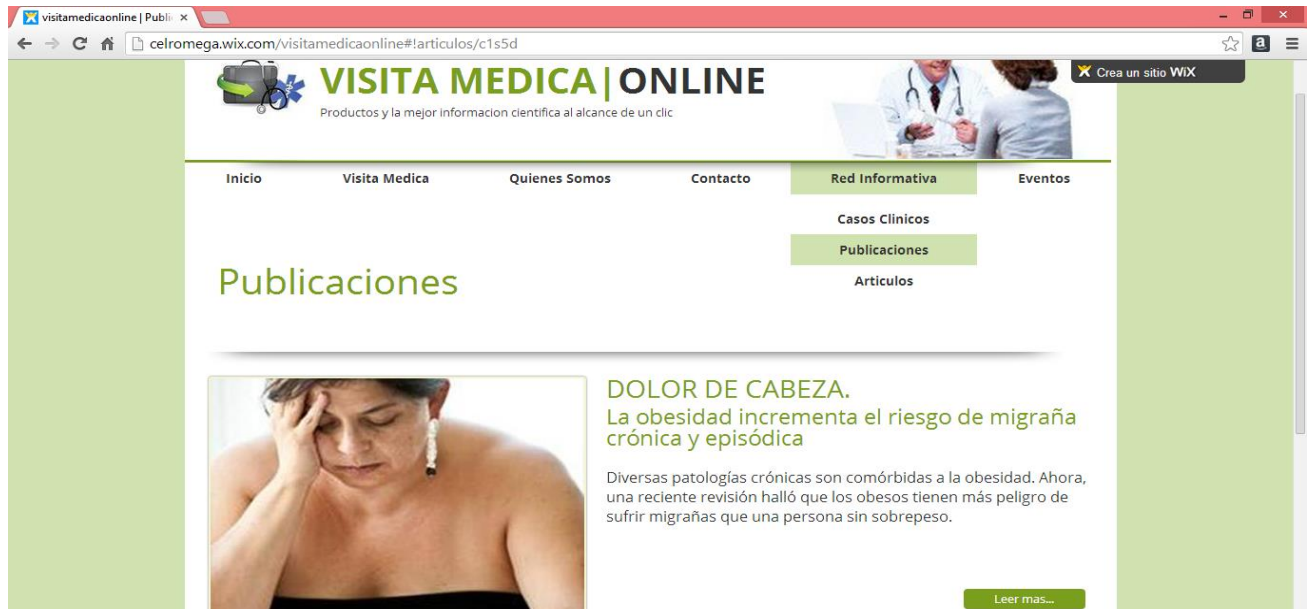 visitamedicaonline | Public
celromega.wix.com/visitamedicaonline#!articulos/c1s5d
Crea un sitio WiX
VISITA MEDICA|ONLINE
Productos y la mejor informacion cientifica al alcance de un clic
Inicio Visita Medica Quienes Somos Contacto Red Informativa Eventos
Casos Clinicos
Publicaciones
Articulos
Publicaciones
DOLOR DE CABEZA.
La obesidad incrementa el riesgo de migraña
crónica y episódica
Diversas patologías crónicas son comórbidas a la obesidad. Ahora,
una reciente revisión halló que los obesos tienen más peligro de
sufrir migrañas que una persona sin sobrepeso.
Leer mas...